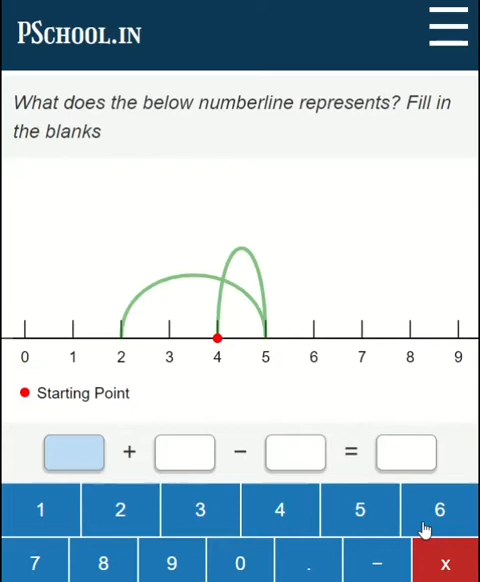 PSCHOOL.IN
What does the below numberline represents? Fill in
the blanks
0 1 2 3 4 5 6 7 8 9
Starting Point
+ − =
1 2 3 4 5 6
7 8 9 0 . − x